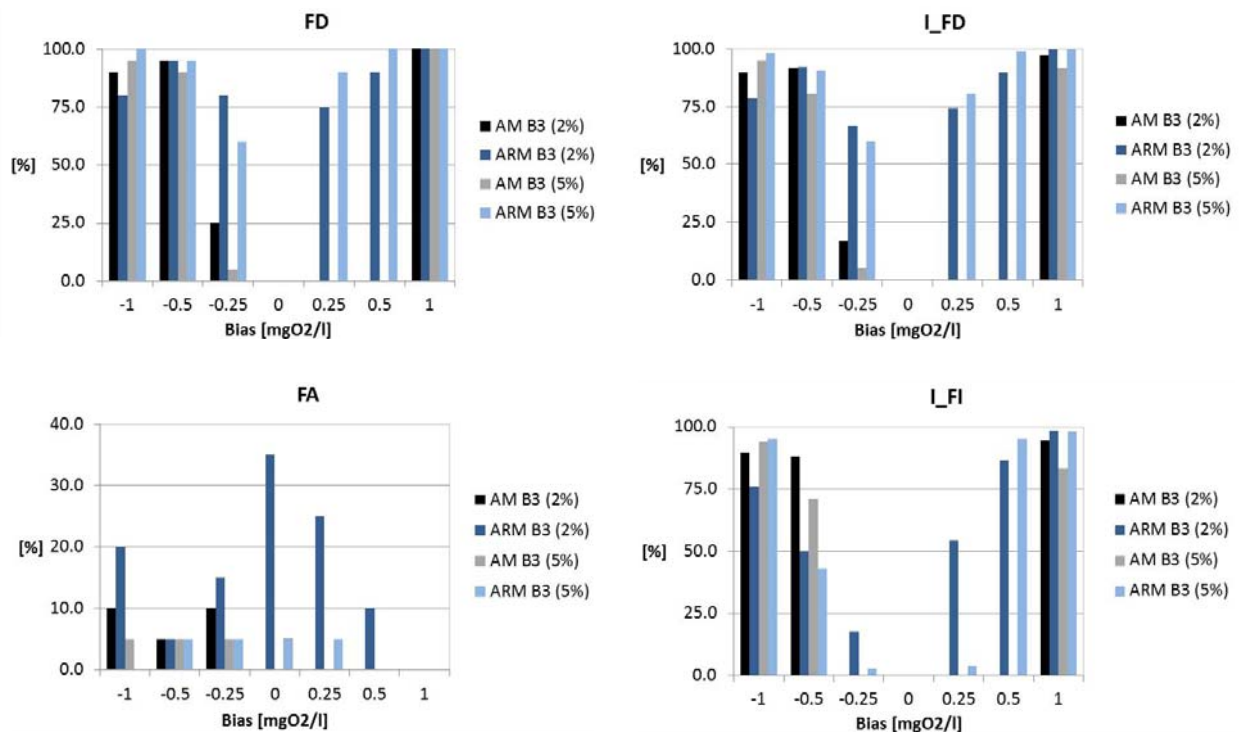 FD
100.0
75.0
[%]
50.0
25.0
0.0
-1 -0.5 -0.25 0 0.25 0.5 1
Bias [mgO2/l]
AM B3 (2%)
ARM B3 (2%)
AM B3 (5%)
ARM B3 (5%)
I_FD
100.0
75.0
[%]
50.0
25.0
0.0
-1 -0.5 -0.25 0 0.25 0.5 1
Bias [mgO2/l]
AM B3 (2%)
ARM B3 (2%)
AM B3 (5%)
ARM B3 (5%)
FA
40.0
30.0
[%]
20.0
10.0
0.0
-1 -0.5 -0.25 0 0.25 0.5 1
Bias [mgO2/l]
AM B3 (2%)
ARM B3 (2%)
AM B3 (5%)
ARM B3 (5%)
I_FI
100.0
75.0
[%]
50.0
25.0
0.0
-1 -0.5 -0.25 0 0.25 0.5 1
Bias [mgO2/l]
AM B3 (2%)
ARM B3 (2%)
AM B3 (5%)
ARM B3 (5%)